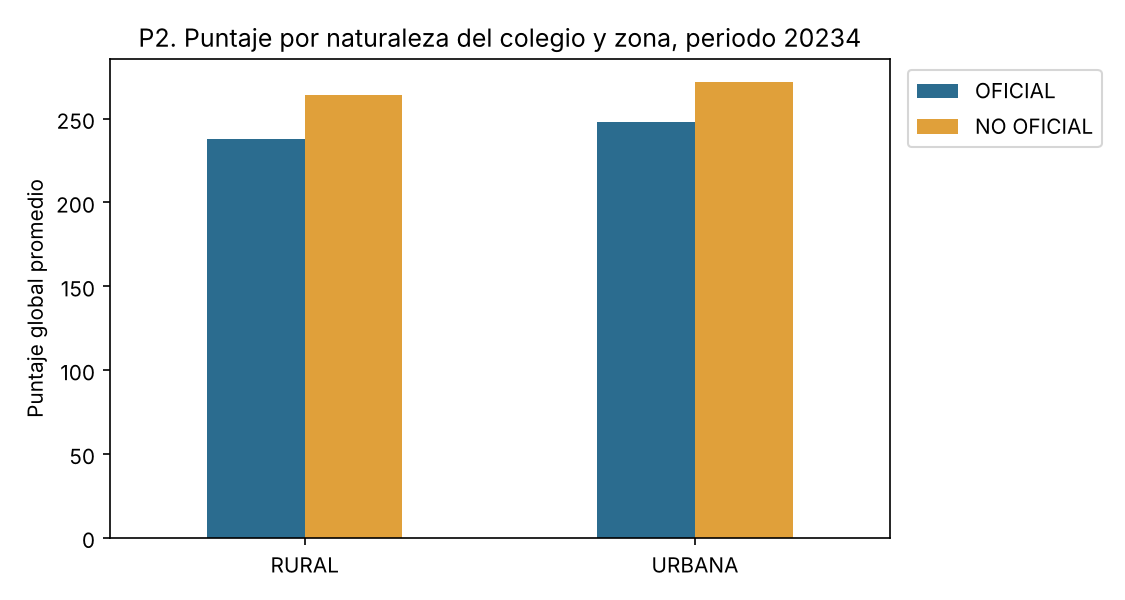 P2. Puntaje por naturaleza del colegio y zona, periodo 20234
OFICIAL
NO OFICIAL
Puntaje global promedio
250
200
150
100
50
0
RURAL
URBANA